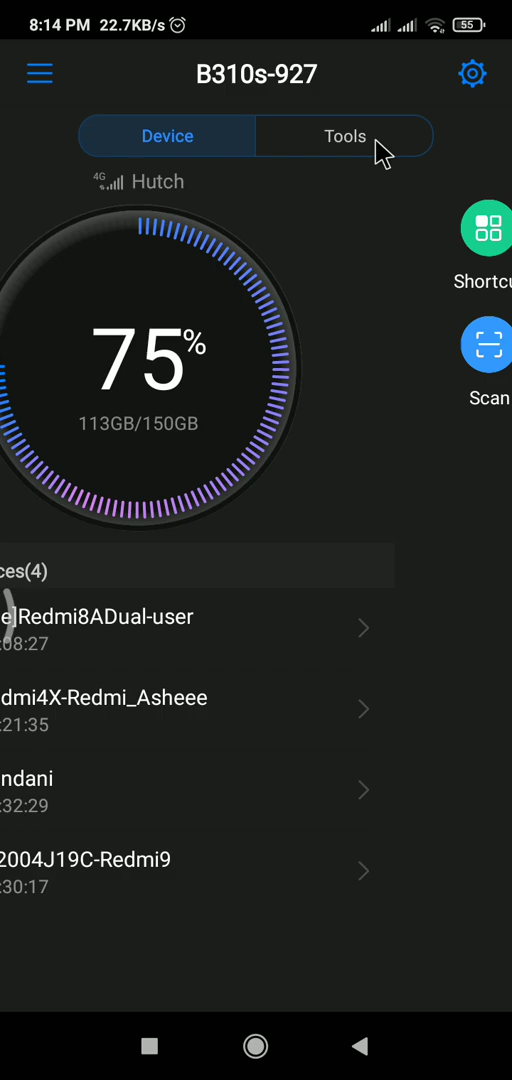 8:14 PM 22.7KB/s
55
B310s-927
Device Tools
4G Hutch
75%
113GB/150GB
Shortcu
Scan
ces(4)
e]Redmi8ADual-user
:08:27
dmi4X-Redmi_Asheee
:21:35
ndani
:32:29
2004J19C-Redmi9
:30:17